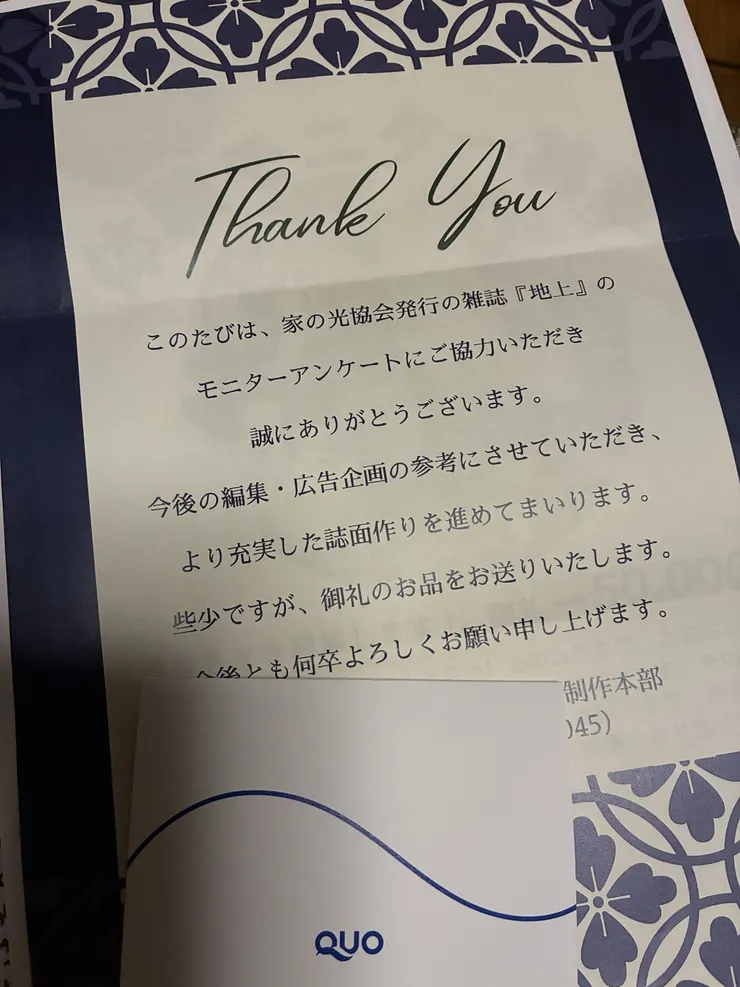 Thank You
このたびは、家の光協会発行の雑誌『地上』の
モニターアンケートにご協力いただき
誠にありがとうございます。
今後の編集・広告企画の参考にさせていただき、
より充実した誌面作りを進めてまいります。
些少ですが、御礼のお品をお送りいたします。
今後とも何卒よろしくお願い申し上げます。
制作本部
045)
QUO